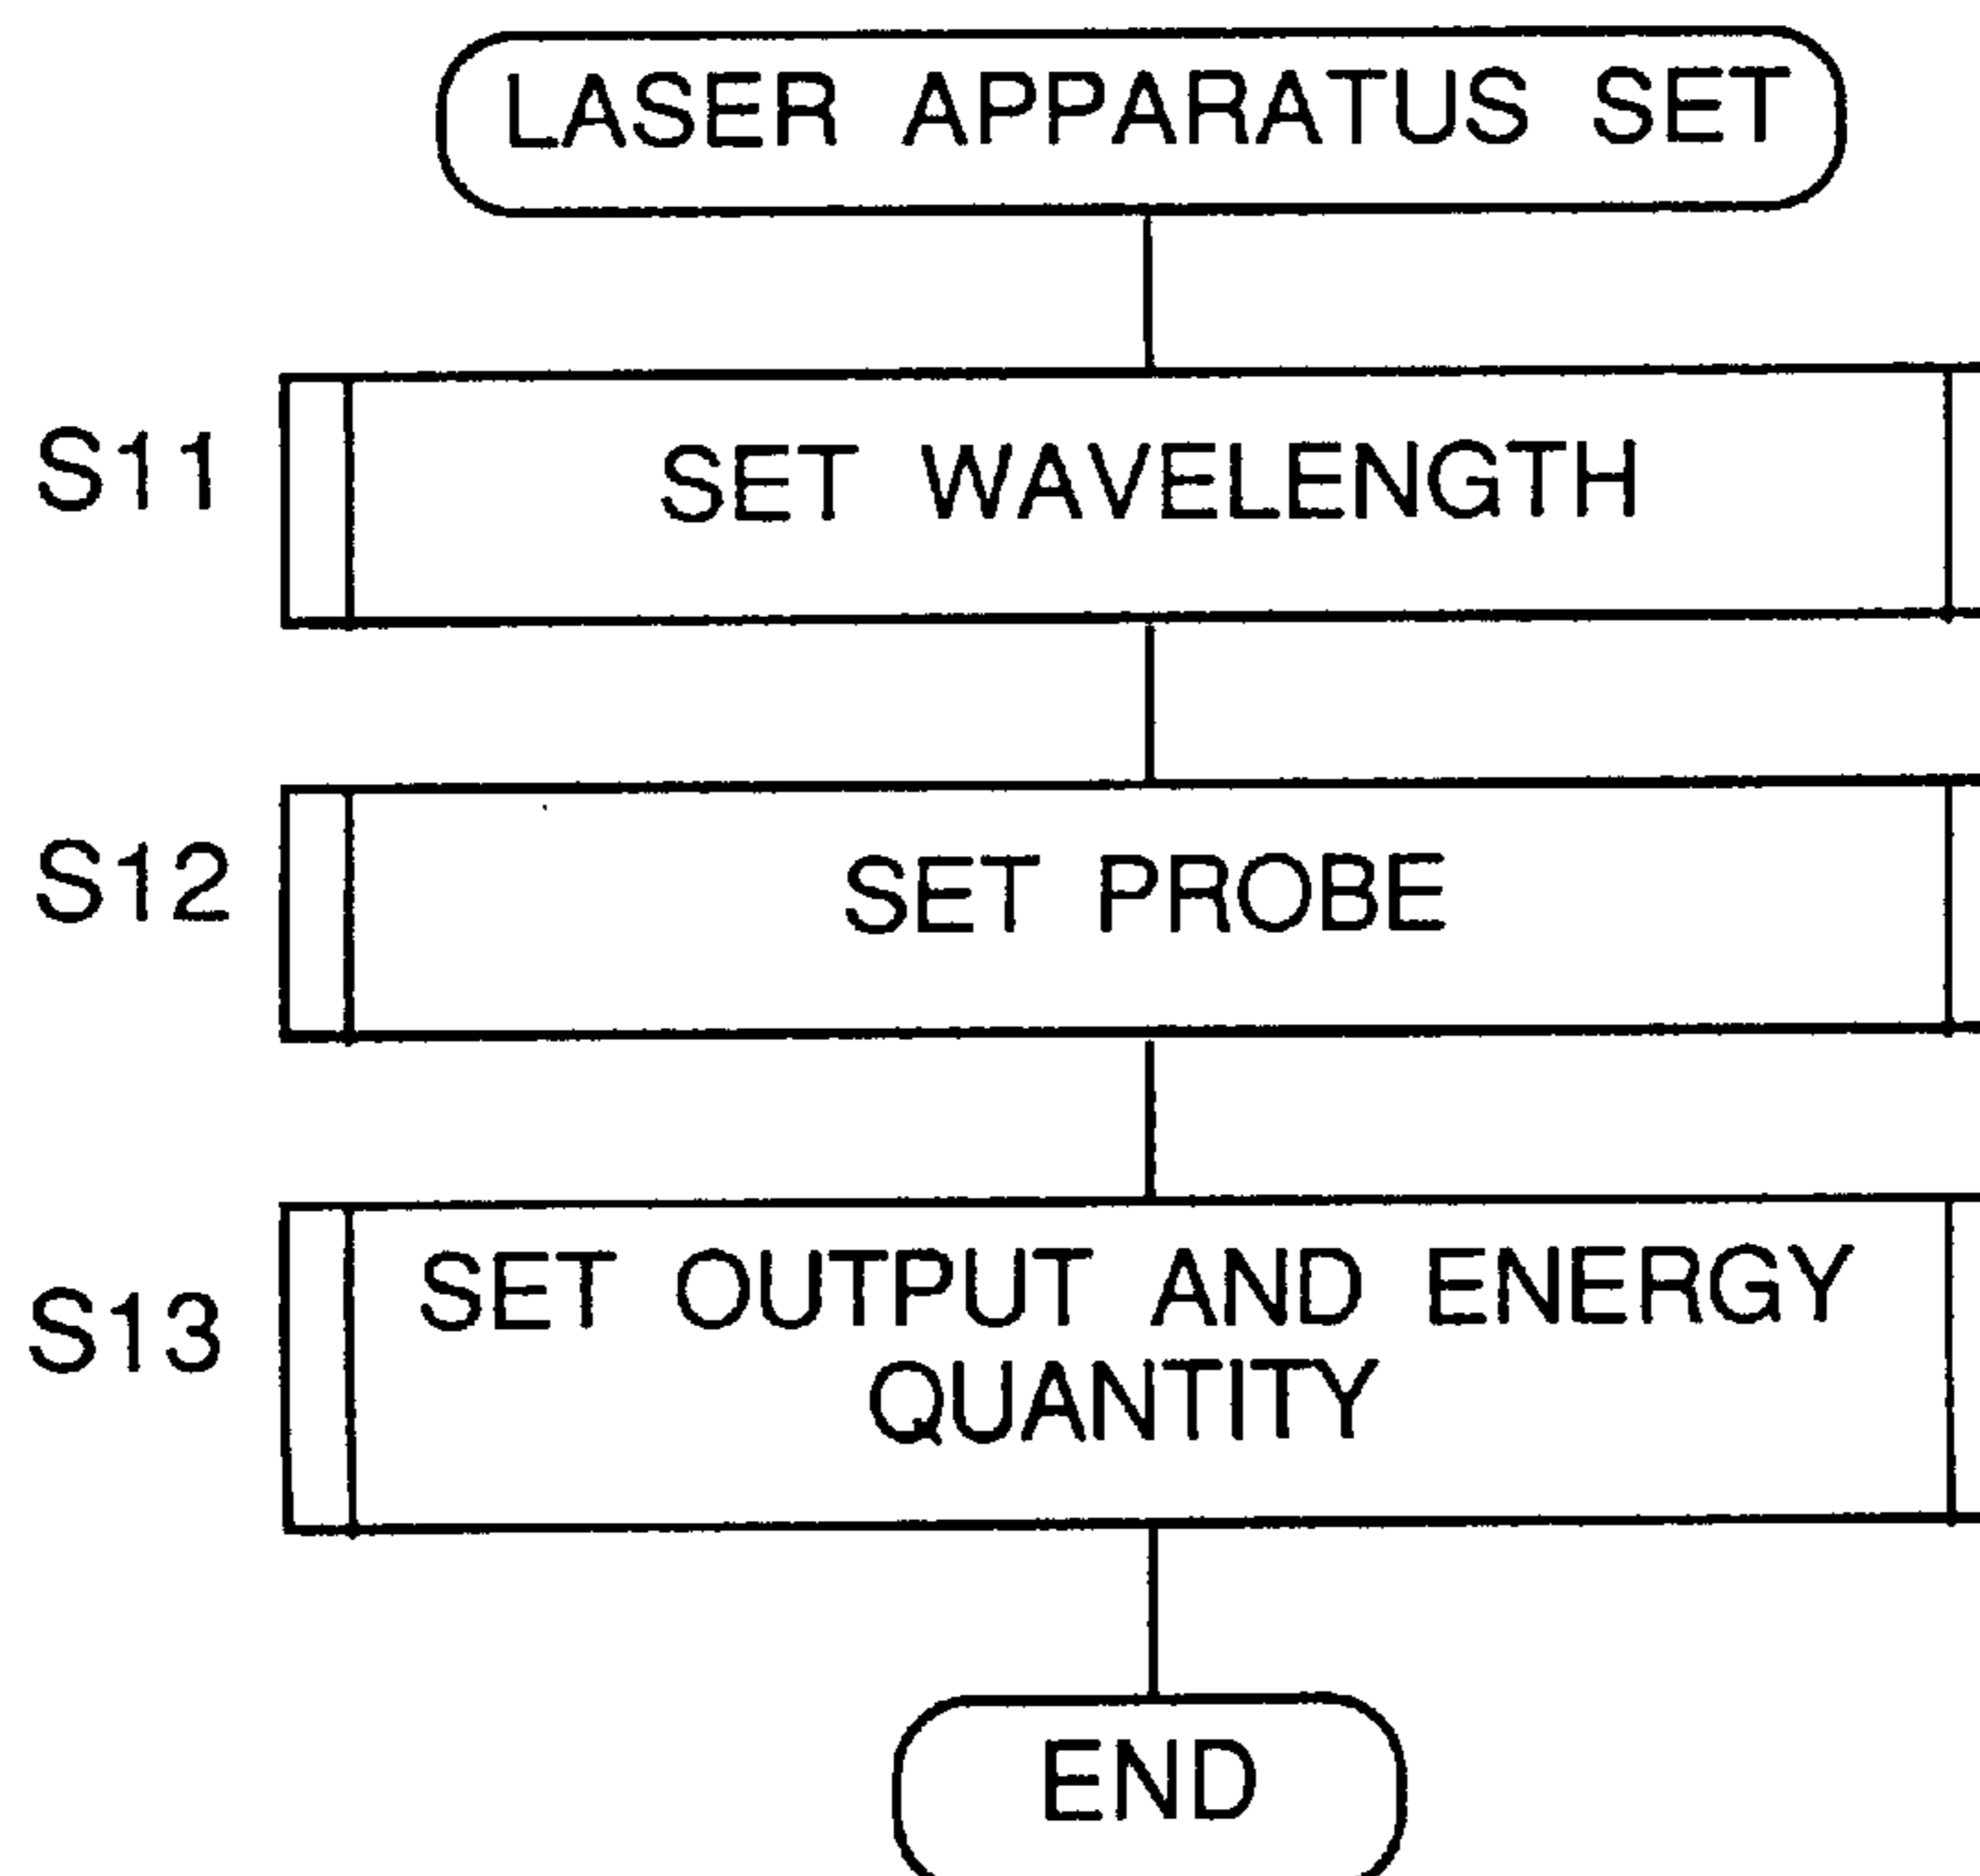 LASER APPARATUS SET
S11
SET WAVELENGTH
S12
SET PROBE
S13
SET OUTPUT AND ENERGY
QUANTITY
END